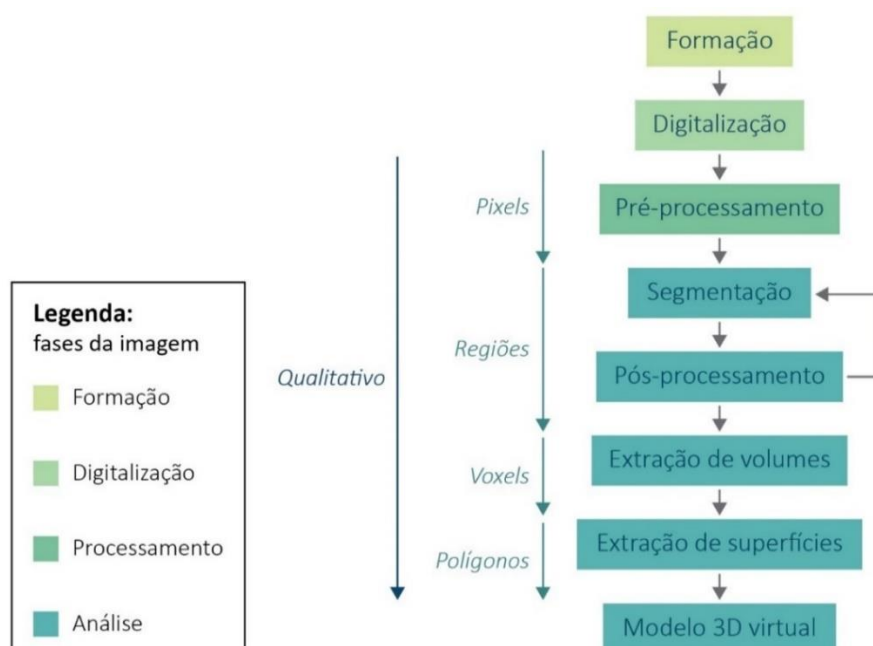 Formação
Digitalização
Pixels
Pré-processamento
Segmentação
Regiões
Qualitativo
Pós-processamento
Voxels
Extração de volumes
Polígonos
Extração de superfícies
Modelo 3D virtual
Legenda:
fases da imagem
Formação
Digitalização
Processamento
Análise